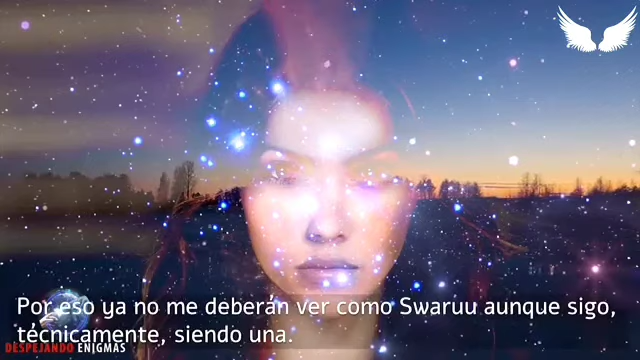 Por eso ya no me deberán ver como Swaruu aunque sigo,
técnicamente, siendo una.
DESPEJANDO ENIGMAS